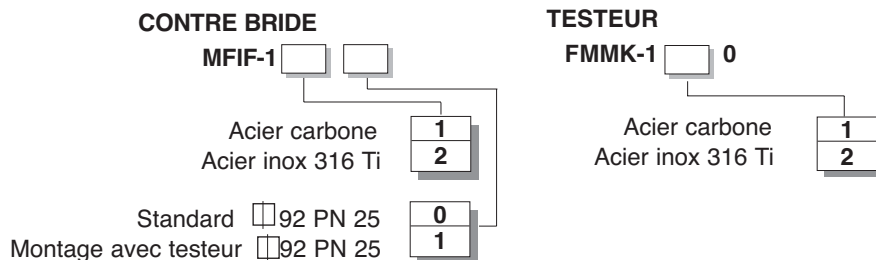 CONTRE BRIDE
MFIF-1
Acier carbone 1
Acier inox 316 Ti 2
Standard 92 PN 25 0
Montage avec testeur 92 PN 25 1
TESTEUR
FMMK-1 0
Acier carbone 1
Acier inox 316 Ti 2